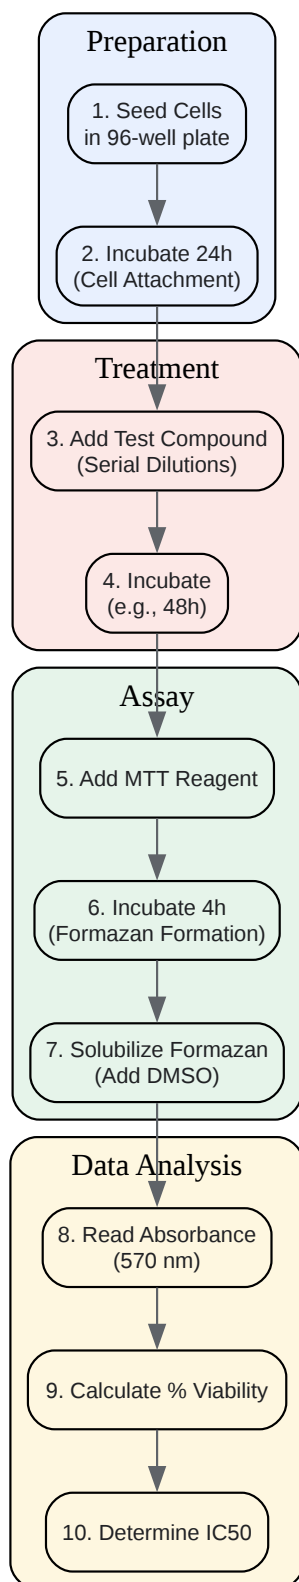 Preparation
1. Seed Cells
in 96-well plate
2. Incubate 24h
(Cell Attachment)
Treatment
3. Add Test Compound
(Serial Dilutions)
4. Incubate
(e.g., 48h)
Assay
5. Add MTT Reagent
6. Incubate 4h
(Formazan Formation)
7. Solubilize Formazan
(Add DMSO)
Data Analysis
8. Read Absorbance
(570 nm)
9. Calculate % Viability
10. Determine IC50